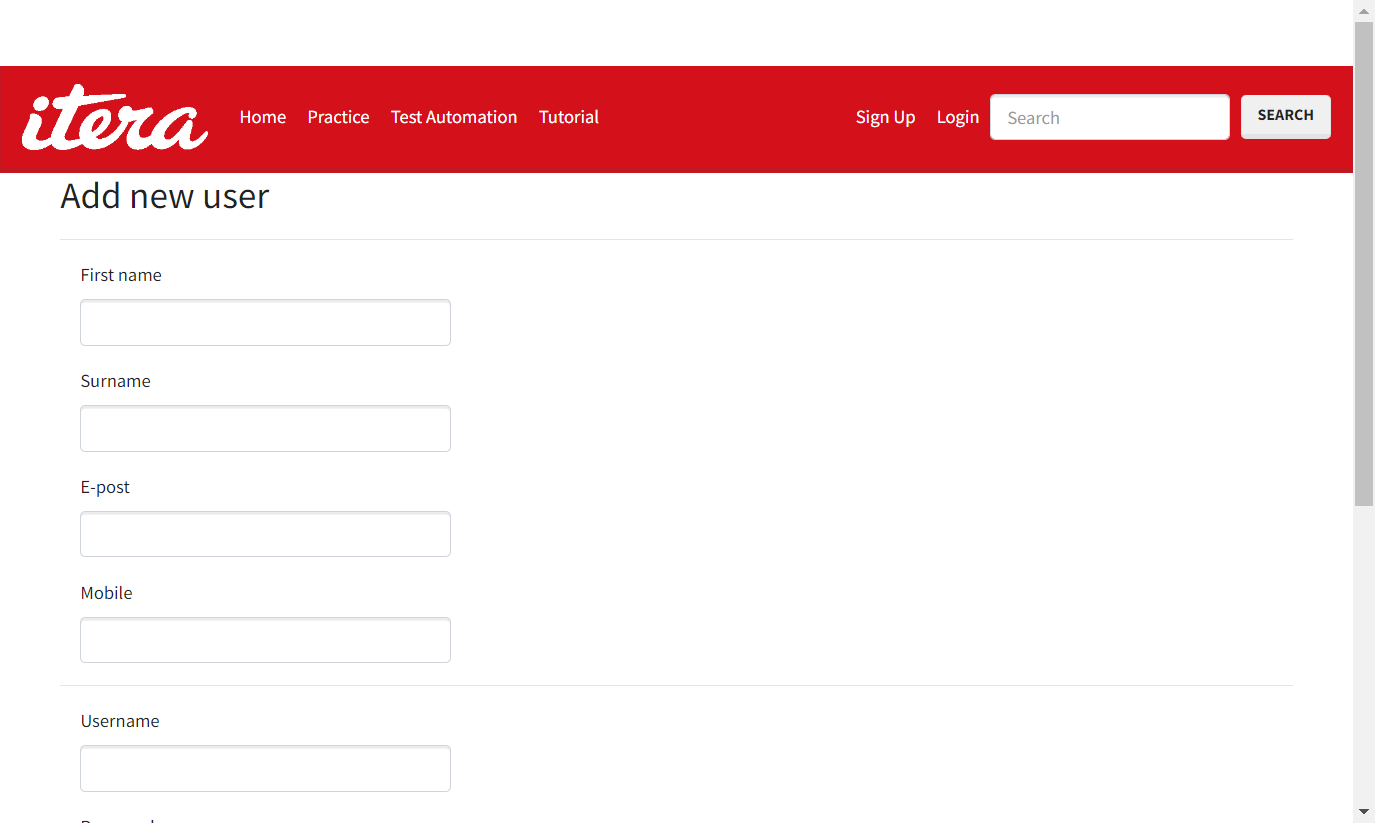 itera Home Practice Test Automation Tutorial Sign Up Login Search SEARCH
Add new user
First name
Surname
E-post
Mobile
Username